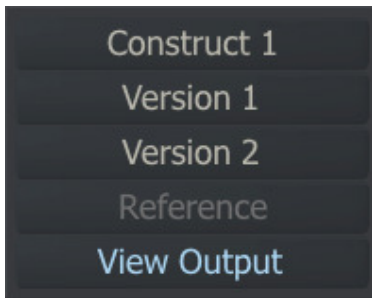 Construct 1
Version 1
Version 2
Reference
View Output